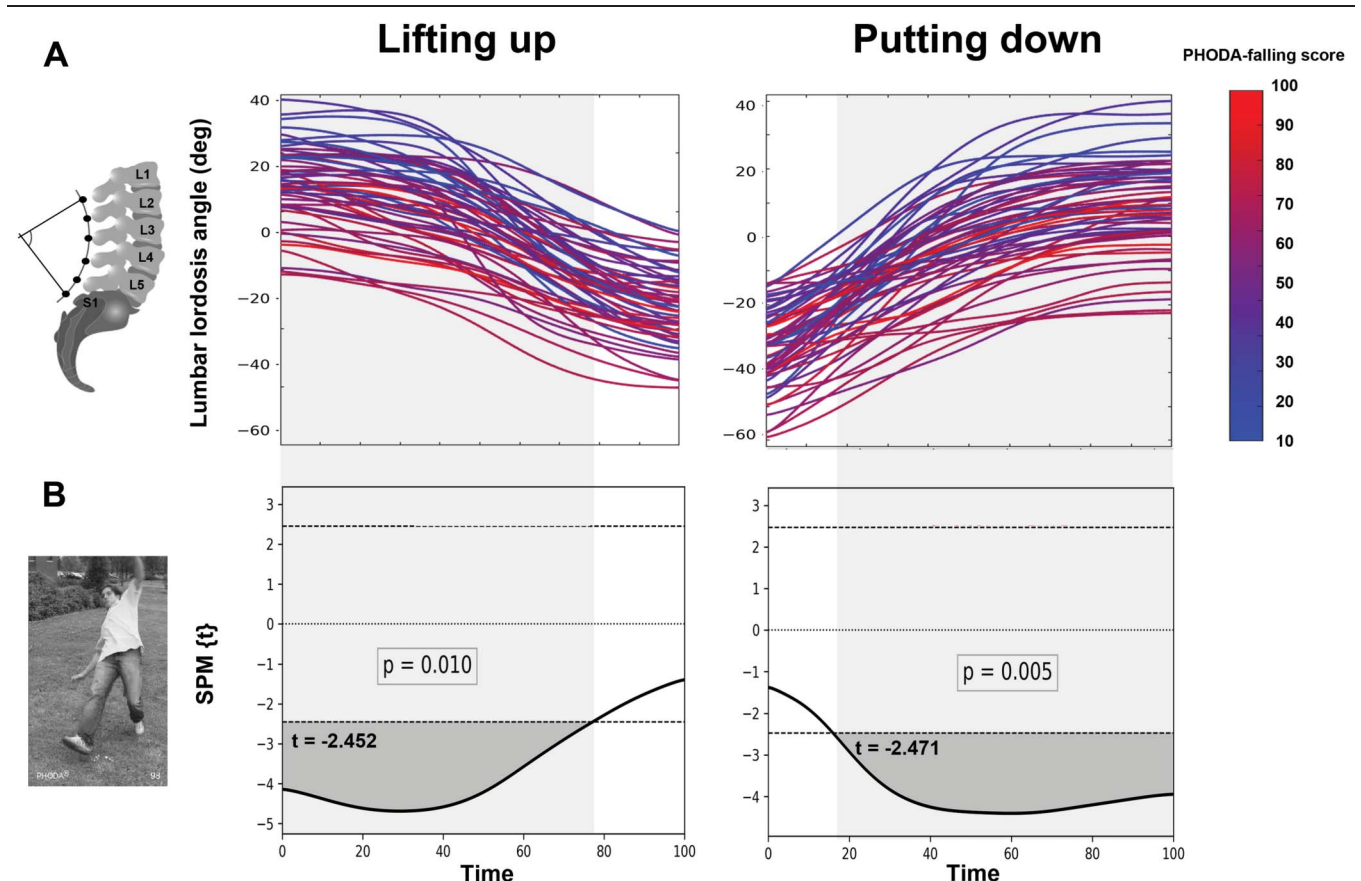 Lifting up
Putting down
A
PHODA-falling score
Lumbar lordosis angle (deg)
40
20
0
−20
−40
−60
40
20
0
−20
−40
−60
100
90
80
70
60
50
40
30
20
10
L1
L2
L3
L4
L5
S1
B
SPM {t}
3
2
1
0
−1
−2
−3
−4
−5
p = 0.010
t = -2.452
0
20
40
60
80
100
Time
3
2
1
0
−1
−2
−3
−4
p = 0.005
t = -2.471
0
20
40
60
80
100
Time
PHODA®
93